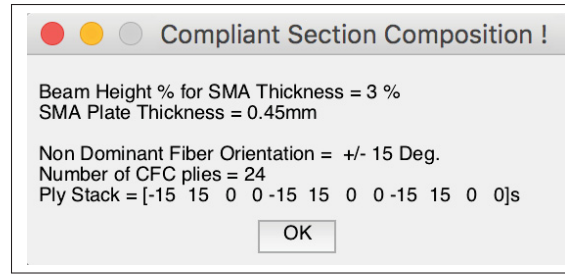 Compliant Section Composition !
Beam Height % for SMA Thickness = 3 %
SMA Plate Thickness = 0.45mm
Non Dominant Fiber Orientation = +/- 15 Deg.
Number of CFC plies = 24
Ply Stack = [-15 15 0 0 -15 15 0 0 -15 15 0 0]s
OK